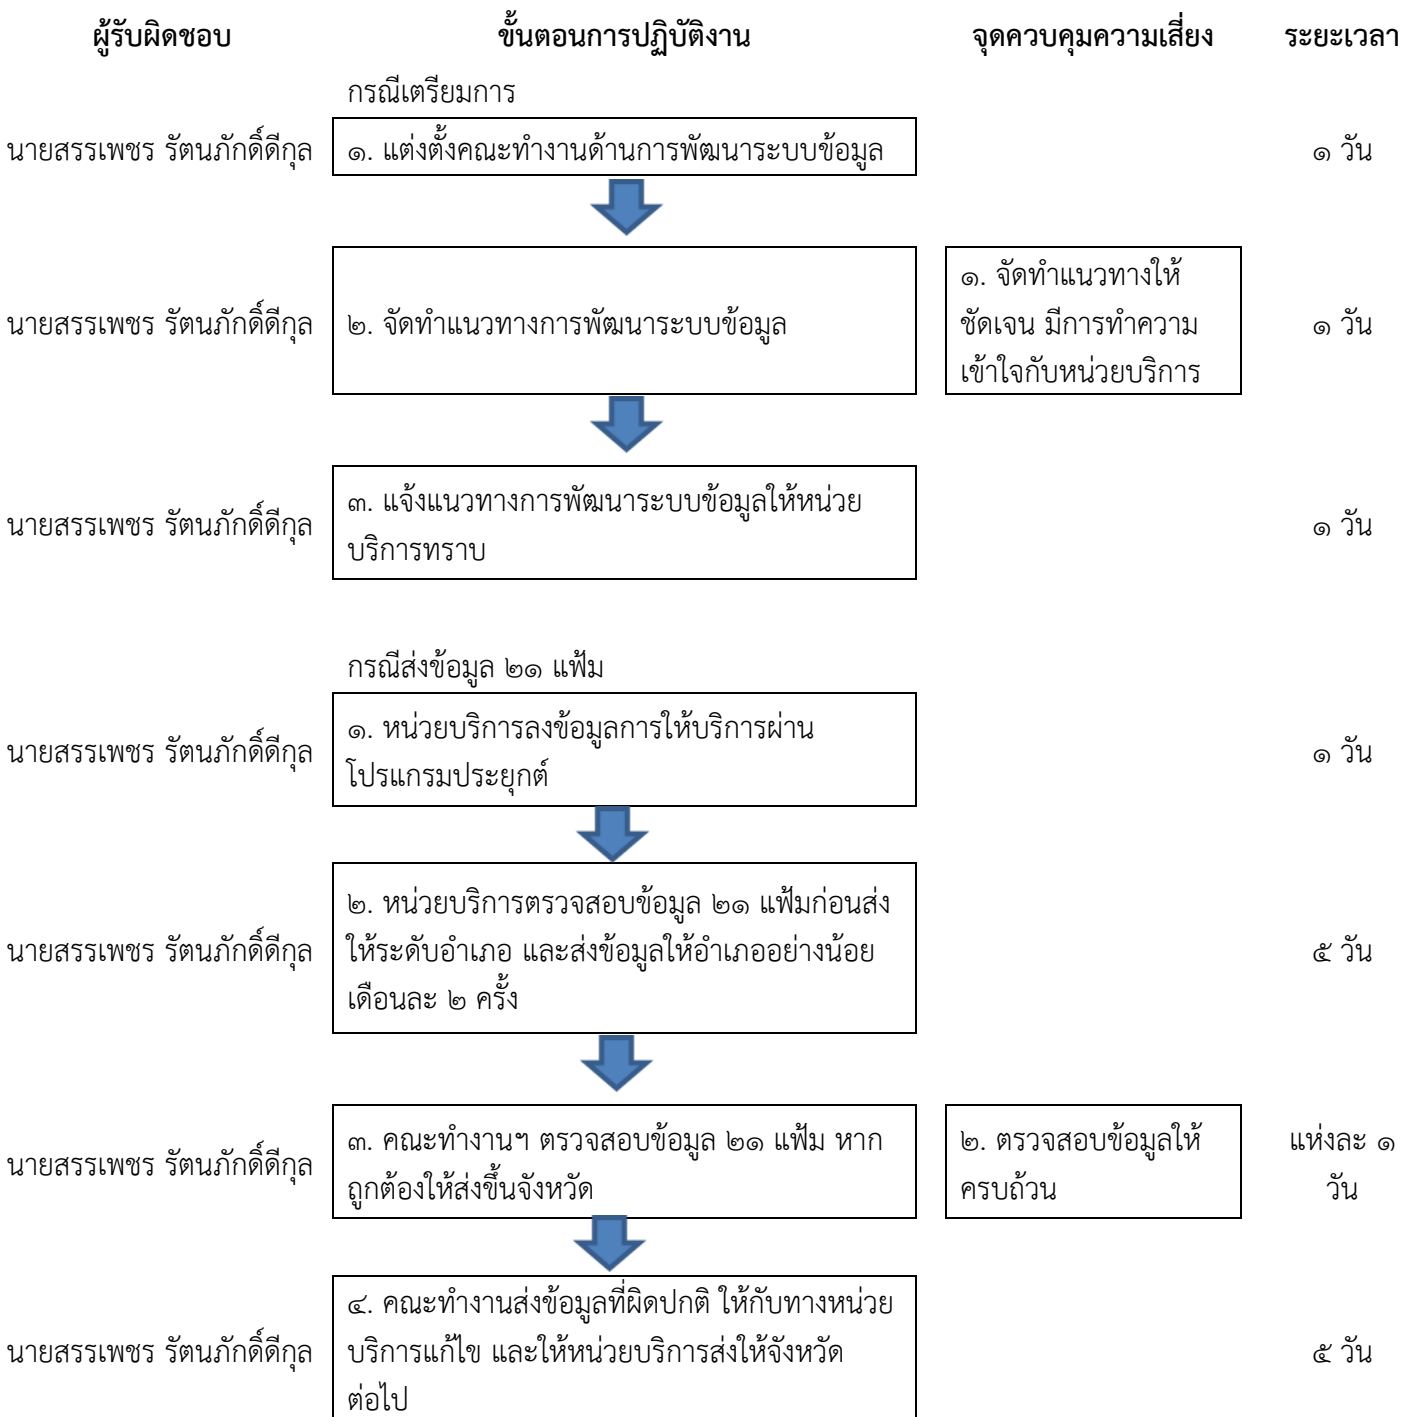 ผู้รับผิดชอบ ขั้นตอนการปฏิบัติงาน จุดควบคุมความเสี่ยง ระยะเวลา
กรณีเตรียมการ
นายสรรเพชร รัตนภักดิ์ดีกุล
๑. แต่งตั้งคณะทำงานด้านการพัฒนาระบบข้อมูล
๑ วัน
นายสรรเพชร รัตนภักดิ์ดีกุล
๒. จัดทำแนวทางการพัฒนาระบบข้อมูล
๑. จัดทำแนวทางให้
ชัดเจน มีการทำความ
เข้าใจกับหน่วยบริการ
๑ วัน
นายสรรเพชร รัตนภักดิ์ดีกุล
๓. แจ้งแนวทางการพัฒนาระบบข้อมูลให้หน่วย
บริการทราบ
๑ วัน
กรณีส่งข้อมูล ๒๑ แฟ้ม
นายสรรเพชร รัตนภักดิ์ดีกุล
๑. หน่วยบริการลงข้อมูลการให้บริการผ่าน
โปรแกรมประยุกต์
๑ วัน
นายสรรเพชร รัตนภักดิ์ดีกุล
๒. หน่วยบริการตรวจสอบข้อมูล ๒๑ แฟ้มก่อนส่ง
ให้ระดับอำเภอ และส่งข้อมูลให้อำเภออย่างน้อย
เดือนละ ๒ ครั้ง
๕ วัน
นายสรรเพชร รัตนภักดิ์ดีกุล
๓. คณะทำงานฯ ตรวจสอบข้อมูล ๒๑ แฟ้ม หาก
ถูกต้องให้ส่งขึ้นจังหวัด
๒. ตรวจสอบข้อมูลให้
ครบถ้วน
แห่งละ ๑
วัน
นายสรรเพชร รัตนภักดิ์ดีกุล
๔. คณะทำงานส่งข้อมูลที่ผิดปกติ ให้กับทางหน่วย
บริการแก้ไข และให้หน่วยบริการส่งให้จังหวัด
ต่อไป
๕ วัน